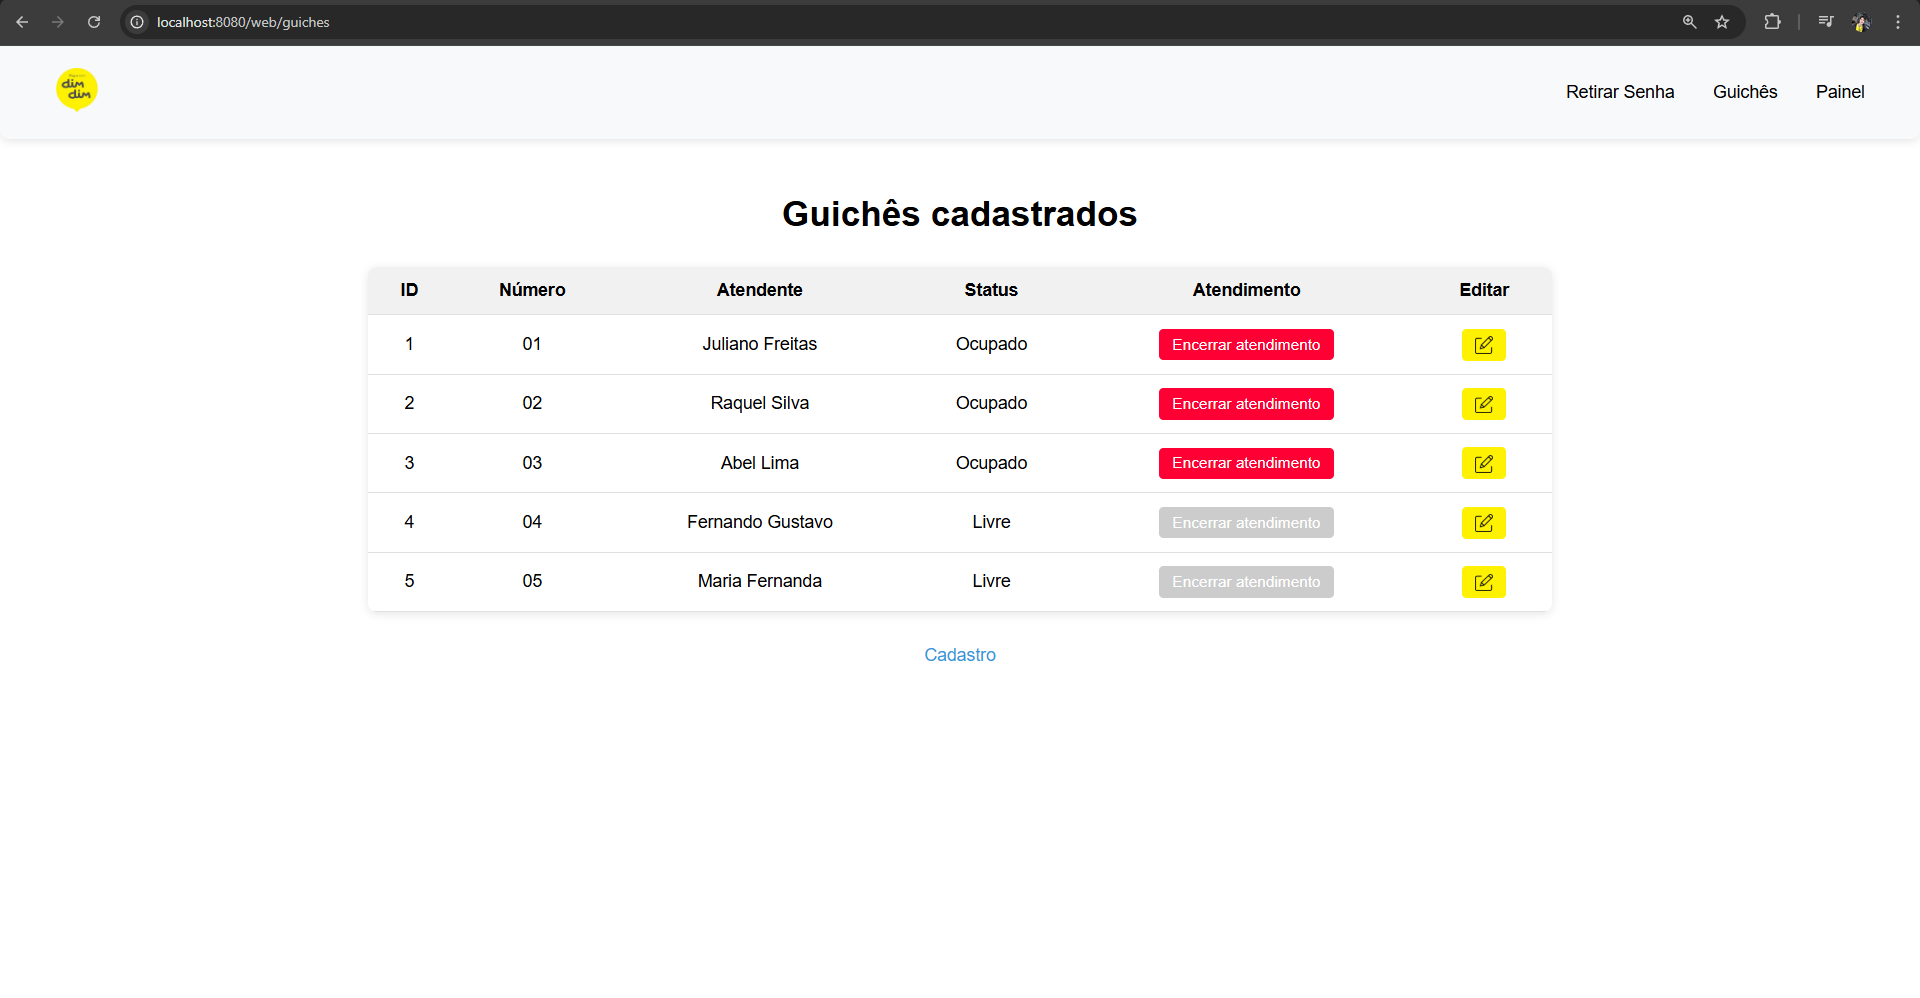 localhost:8080/web/guiches
dim
dim
Retirar Senha Guichês Painel
Guichês cadastrados
ID Número Atendente Status Atendimento Editar
1 01 Juliano Freitas Ocupado Encerrar atendimento
2 02 Raquel Silva Ocupado Encerrar atendimento
3 03 Abel Lima Ocupado Encerrar atendimento
4 04 Fernando Gustavo Livre Encerrar atendimento
5 05 Maria Fernanda Livre Encerrar atendimento
Cadastro